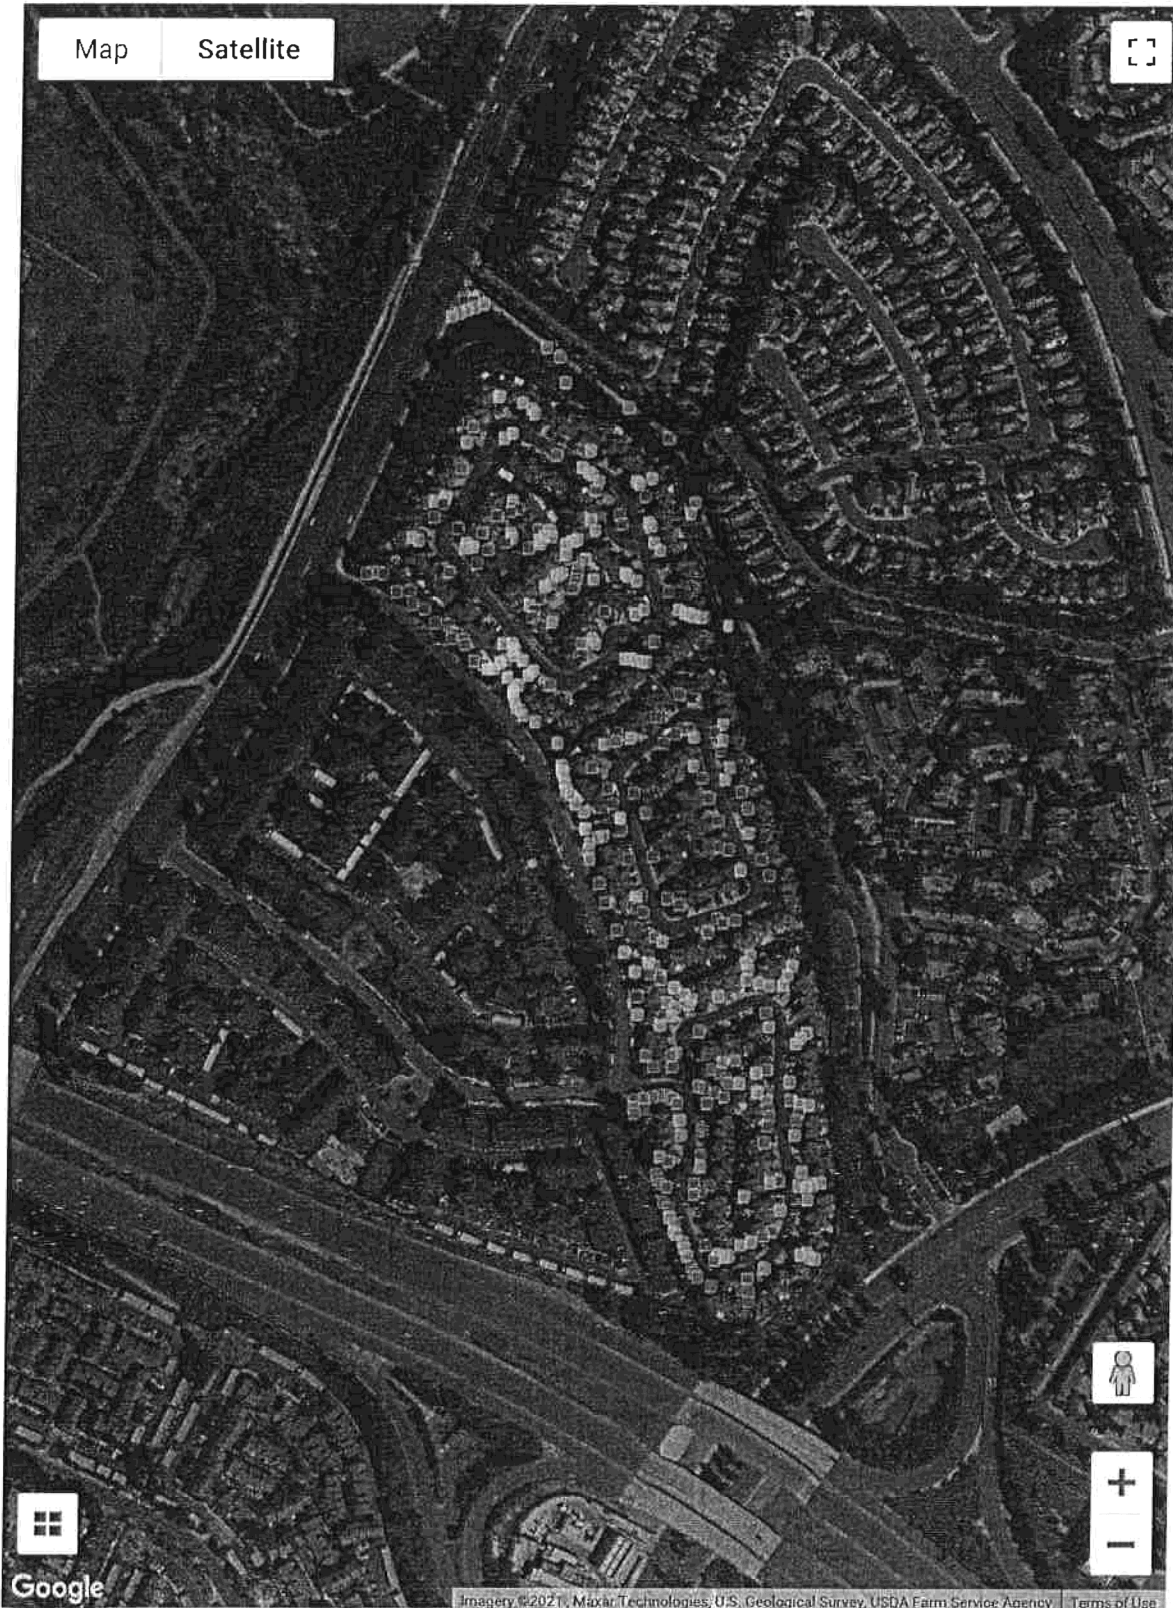 Map Satellite
Google
Imagery ©2021, Maxar Technologies, U.S. Geological Survey, USDA Farm Service Agency Terms of Use